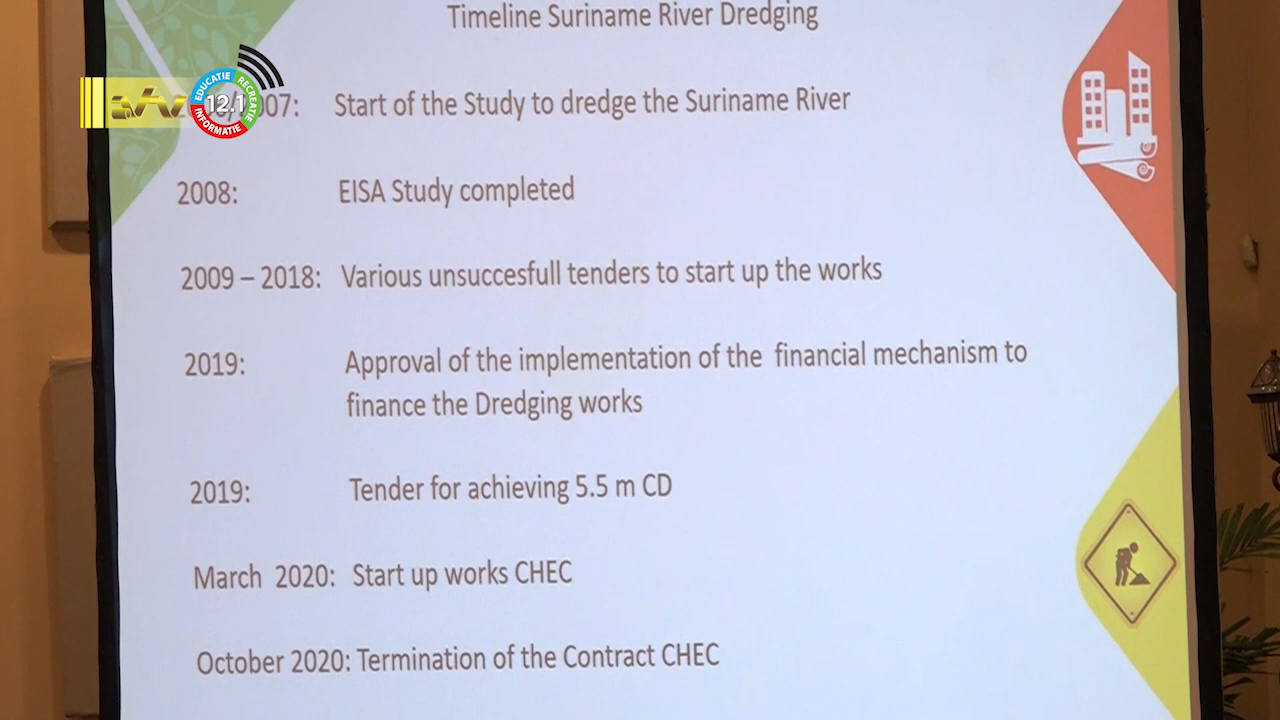 Timeline Suriname River Dredging
EDUCATIE
RECREATIE
INFORMATIE
12.1
07: Start of the Study to dredge the Suriname River
2008: EISA Study completed
2009 – 2018: Various unsuccesfull tenders to start up the works
2019: Approval of the implementation of the financial mechanism to
finance the Dredging works
2019: Tender for achieving 5.5 m CD
March 2020: Start up works CHEC
October 2020: Termination of the Contract CHEC